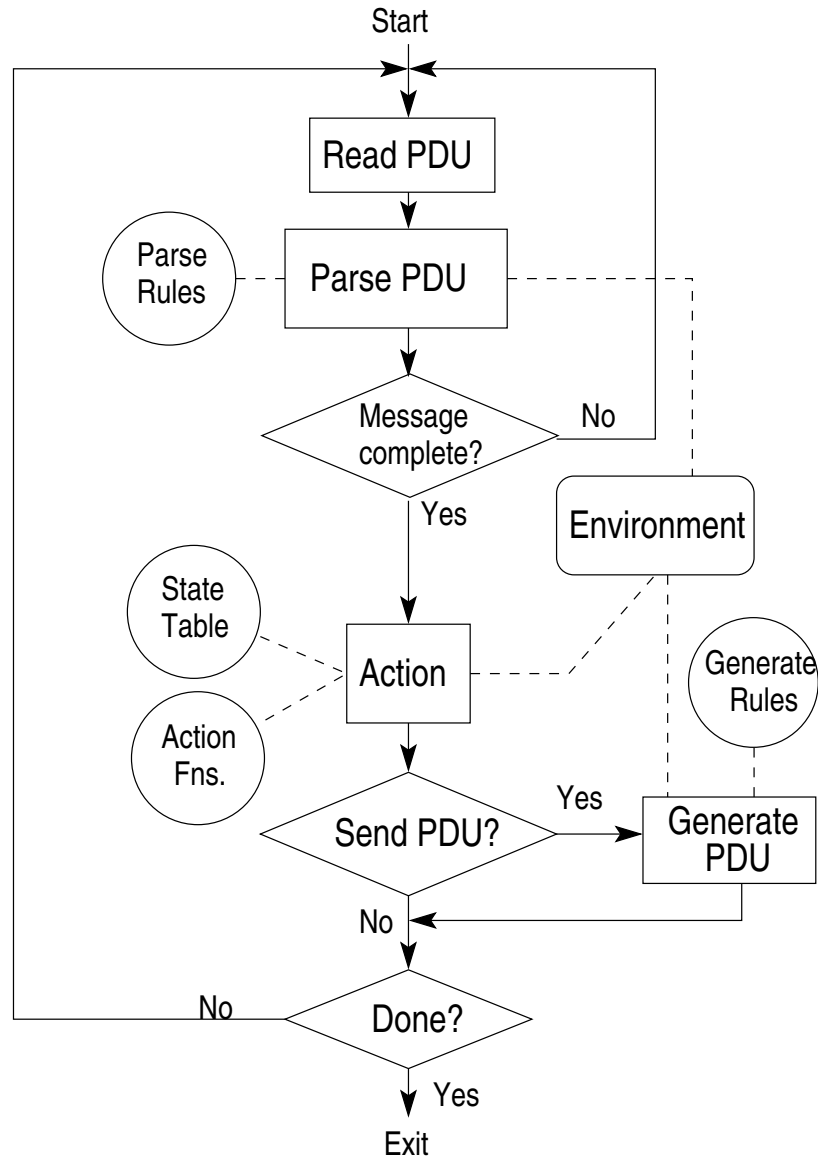 Start
Read PDU
Parse
Rules
Parse PDU
Message
complete?
No
Yes
Environment
State
Table
Action
Generate
Rules
Action
Fns.
Send PDU?
Yes
Generate
PDU
No
No
Done?
Yes
Exit